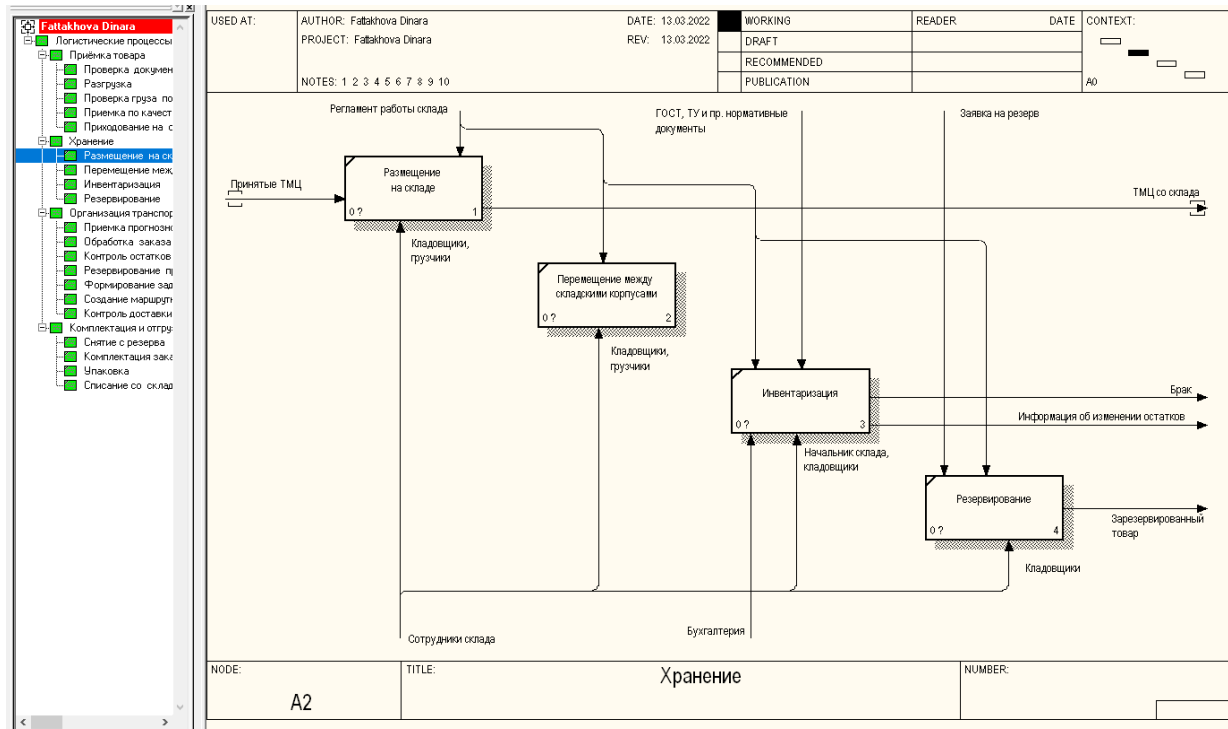 Fattakhova Dinara
Логистические процессы
Приёмка товара
Проверка докумен
Разгрузка
Проверка груза по
Приемка по качест
Приходование на с
Хранение
Размещение на ск
Перемещение межд
Инвентаризация
Резервирование
Организация транспор
Приемка прогнозно
Обработка заказа
Контроль остатков
Резервирование пр
Формирование зад
Создание маршрутн
Контроль доставки
Комплектация и отгру
Снятие с резерва
Комплектация зака
Упаковка
Списание со склад
USED AT:
AUTHOR: Fattakhova Dinara
DATE: 13.03.2022
WORKING
READER
DATE
CONTEXT:
PROJECT: Fattakhova Dinara
REV: 13.03.2022
DRAFT
RECOMMENDED
NOTES: 1 2 3 4 5 6 7 8 9 10
PUBLICATION
A0
Регламент работы склада
ГОСТ, ТУ и пр. нормативные
документы
Заявка на резерв
Принятые ТМЦ
Размещение
на складе
0 ?
1
ТМЦ со склада
Кладовщики,
грузчики
Перемещение между
складскими корпусами
0 ?
2
Кладовщики,
грузчики
Инвентаризация
0 ?
3
Брак
Информация об изменении остатков
Начальник склада,
кладовщики
Резервирование
0 ?
4
Зарезервированный
товар
Кладовщики
Сотрудники склада
Бухгалтерия
NODE:
A2
TITLE:
Хранение
NUMBER: